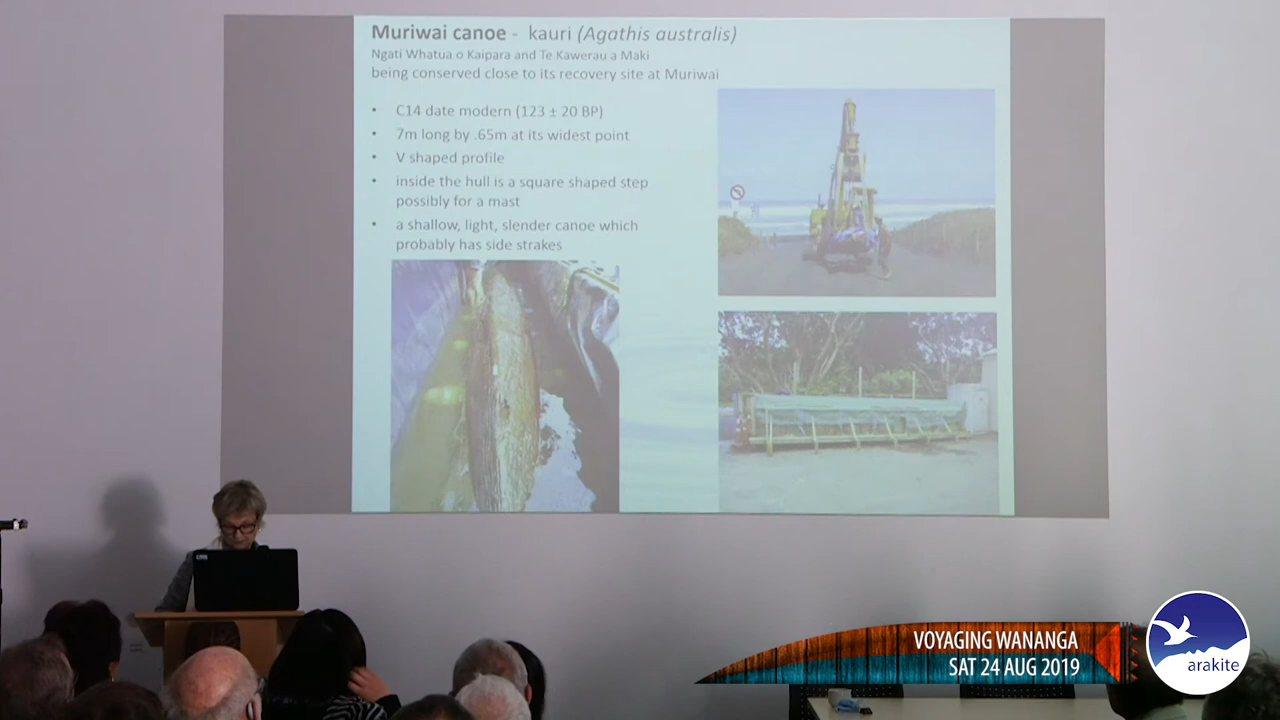 Muriwai canoe - kauri (Agathis australis)
Ngati Whatua o Kaipara and Te Kawerau a Maki
being conserved close to its recovery site at Muriwai
• C14 date modern (123 ± 20 BP)
• 7m long by .65m at its widest point
• V shaped profile
• inside the hull is a square shaped step
possibly for a mast
• a shallow, light, slender canoe which
probably has side strakes
VOYAGING WANANGA
SAT 24 AUG 2019
arakite